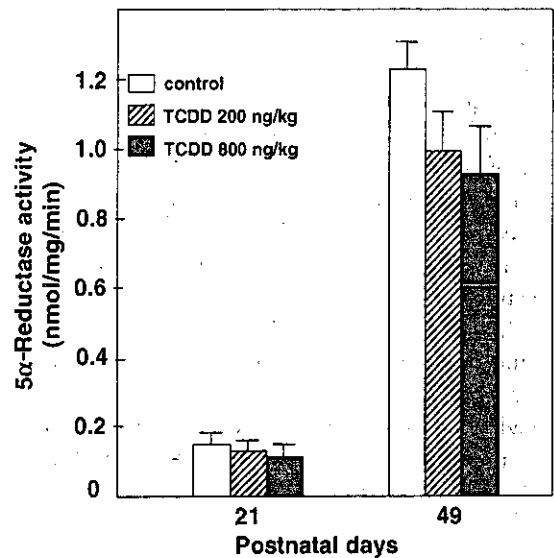 5α-Reductase activity
(nmol/mg/min)
1.2
1.0
0.8
0.6
0.4
0.2
0
control
TCDD 200 ng/kg
TCDD 800 ng/kg
21
49
Postnatal days